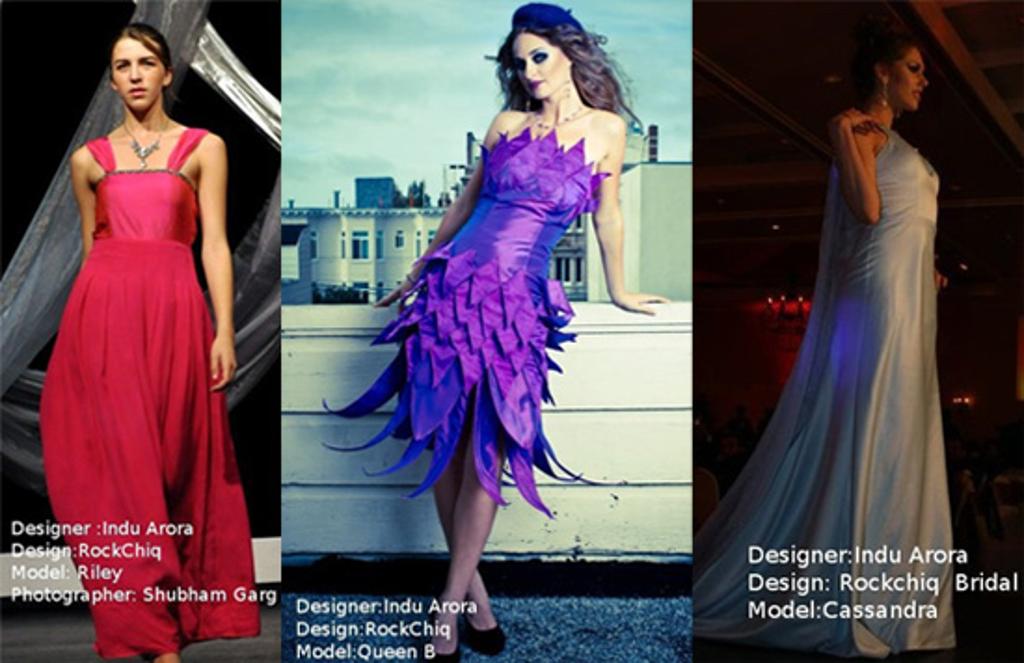 Designer :Indu Arora
Design:RockChiq
Model: Riley
Photographer: Shubham Garg
Designer:Indu Arora
Design:RockChiq
Model:Queen B
Designer:Indu Arora
Design: Rockchiq Bridal
Model:Cassandra